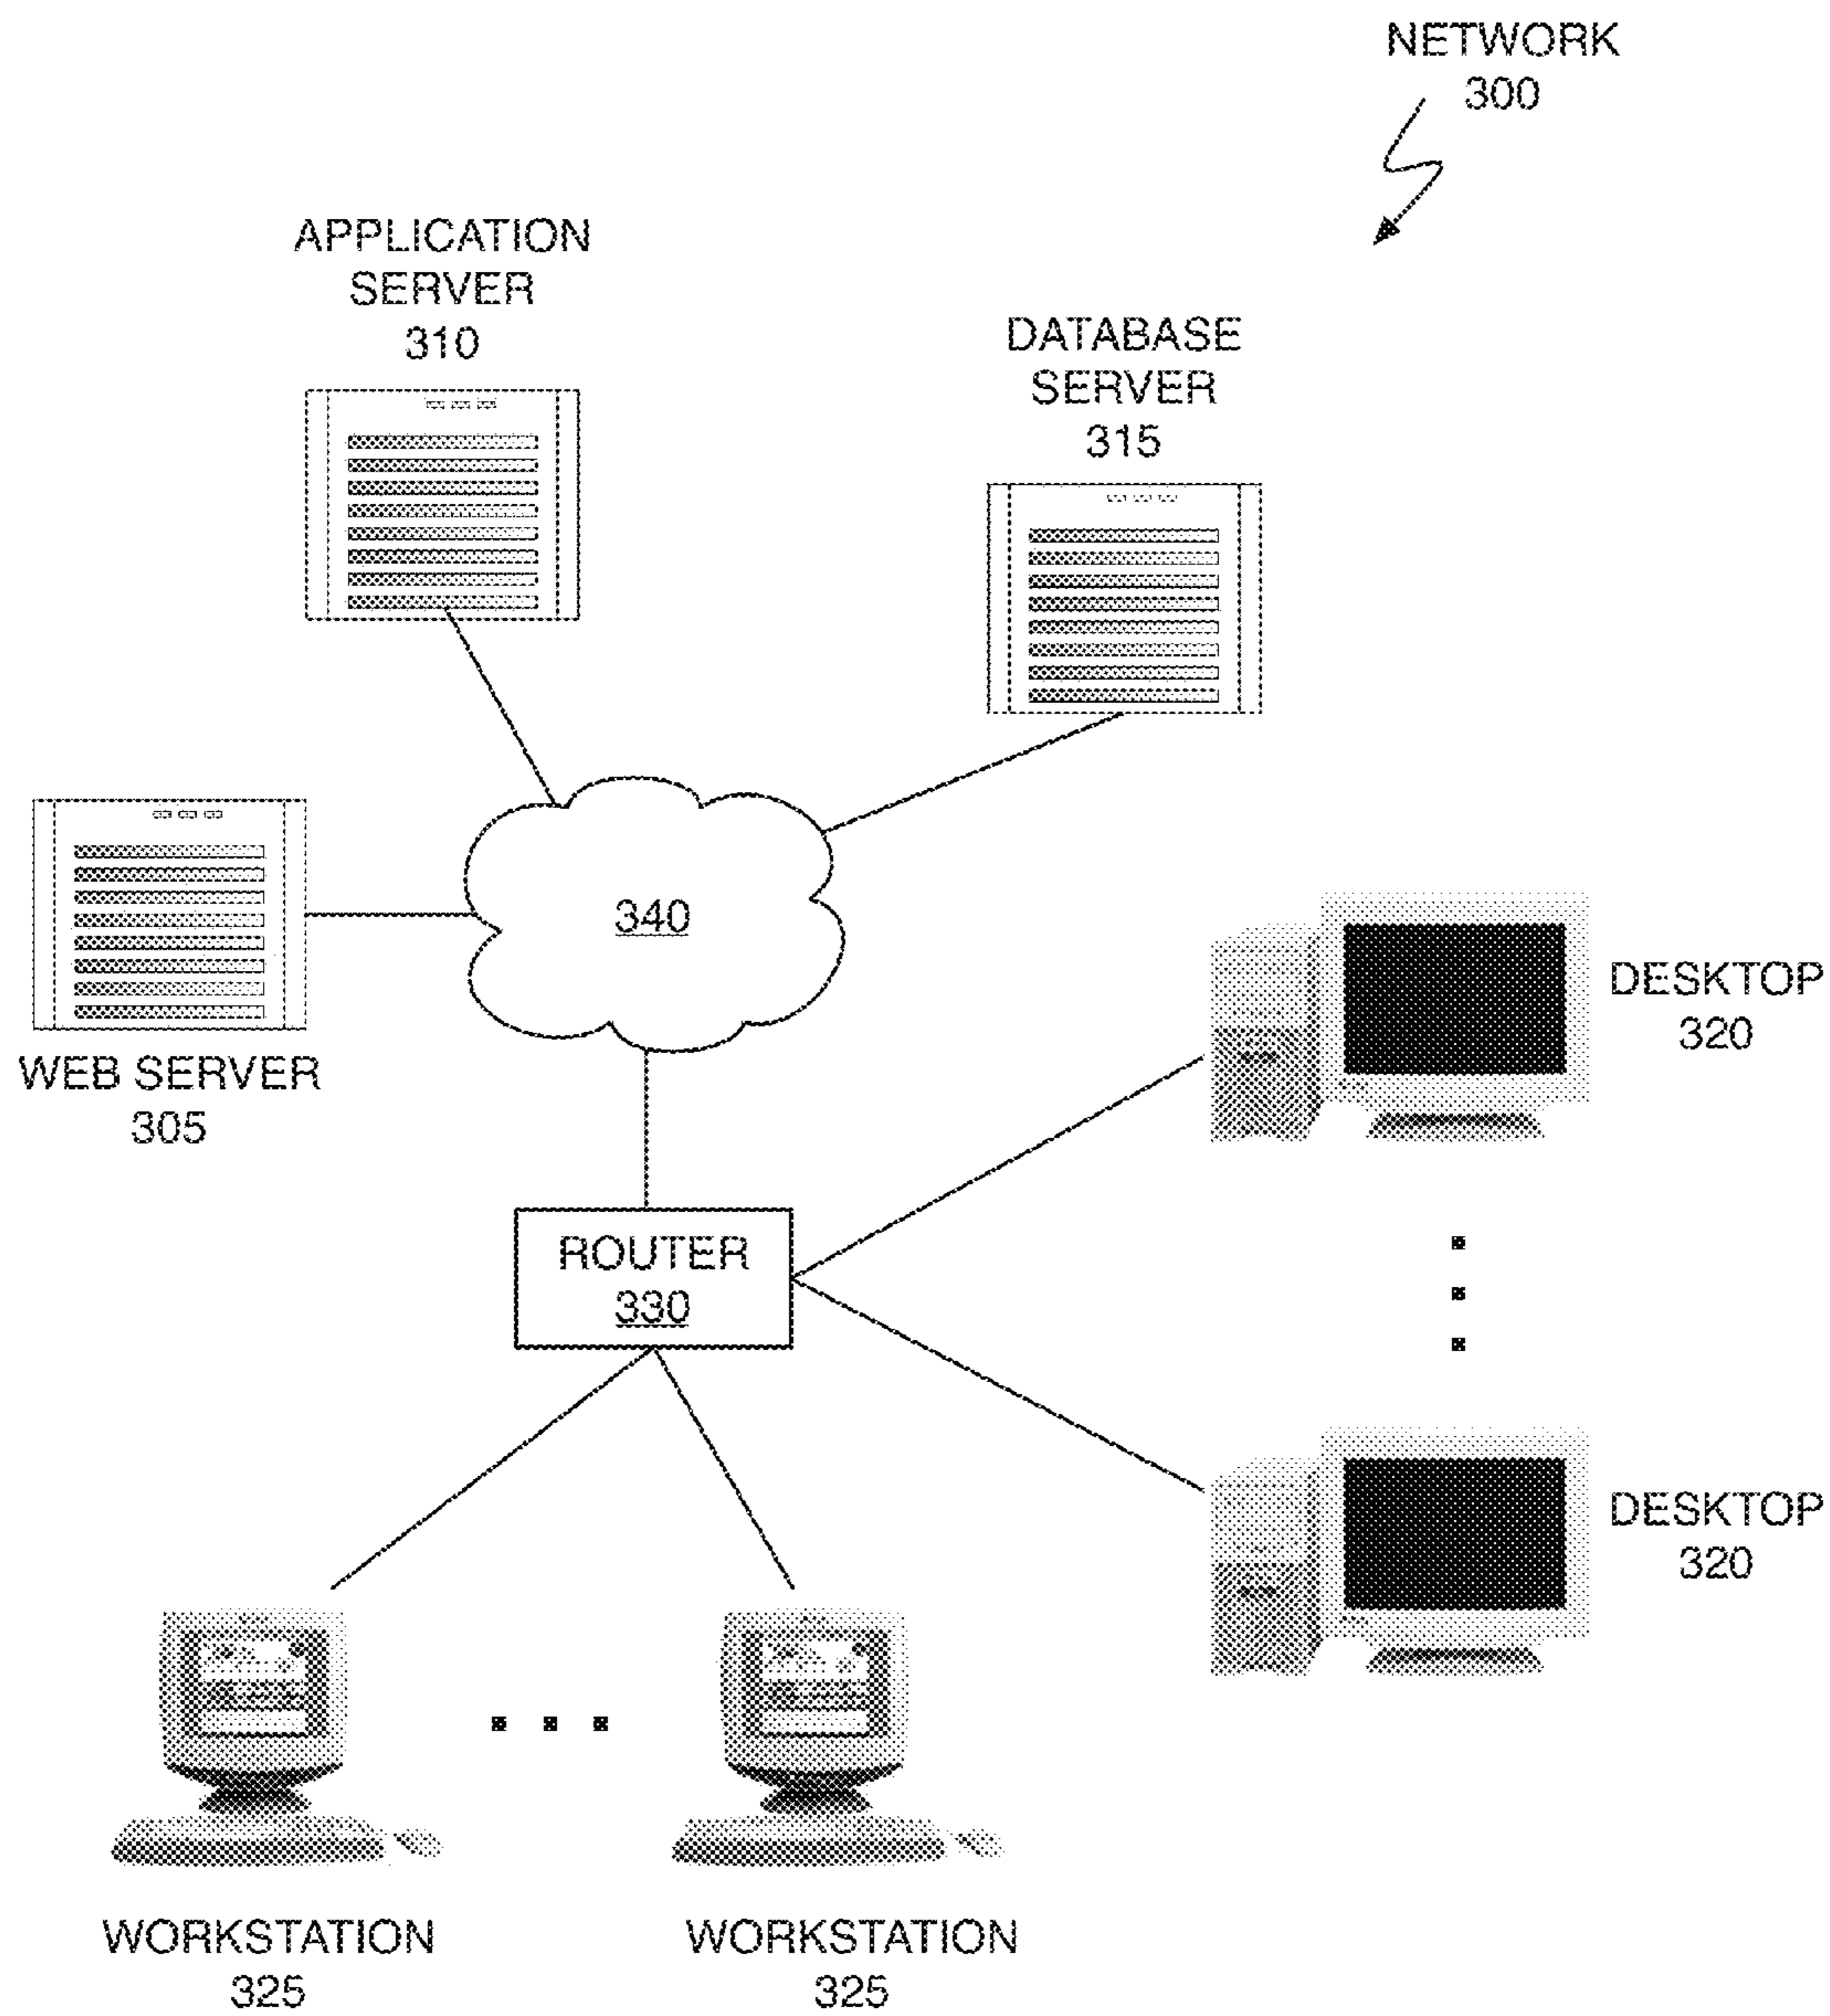 NETWORK
300
APPLICATION
SERVER
310
DATABASE
SERVER
315
340
WEB SERVER
305
DESKTOP
320
ROUTER
330
DESKTOP
320
WORKSTATION
325
WORKSTATION
325